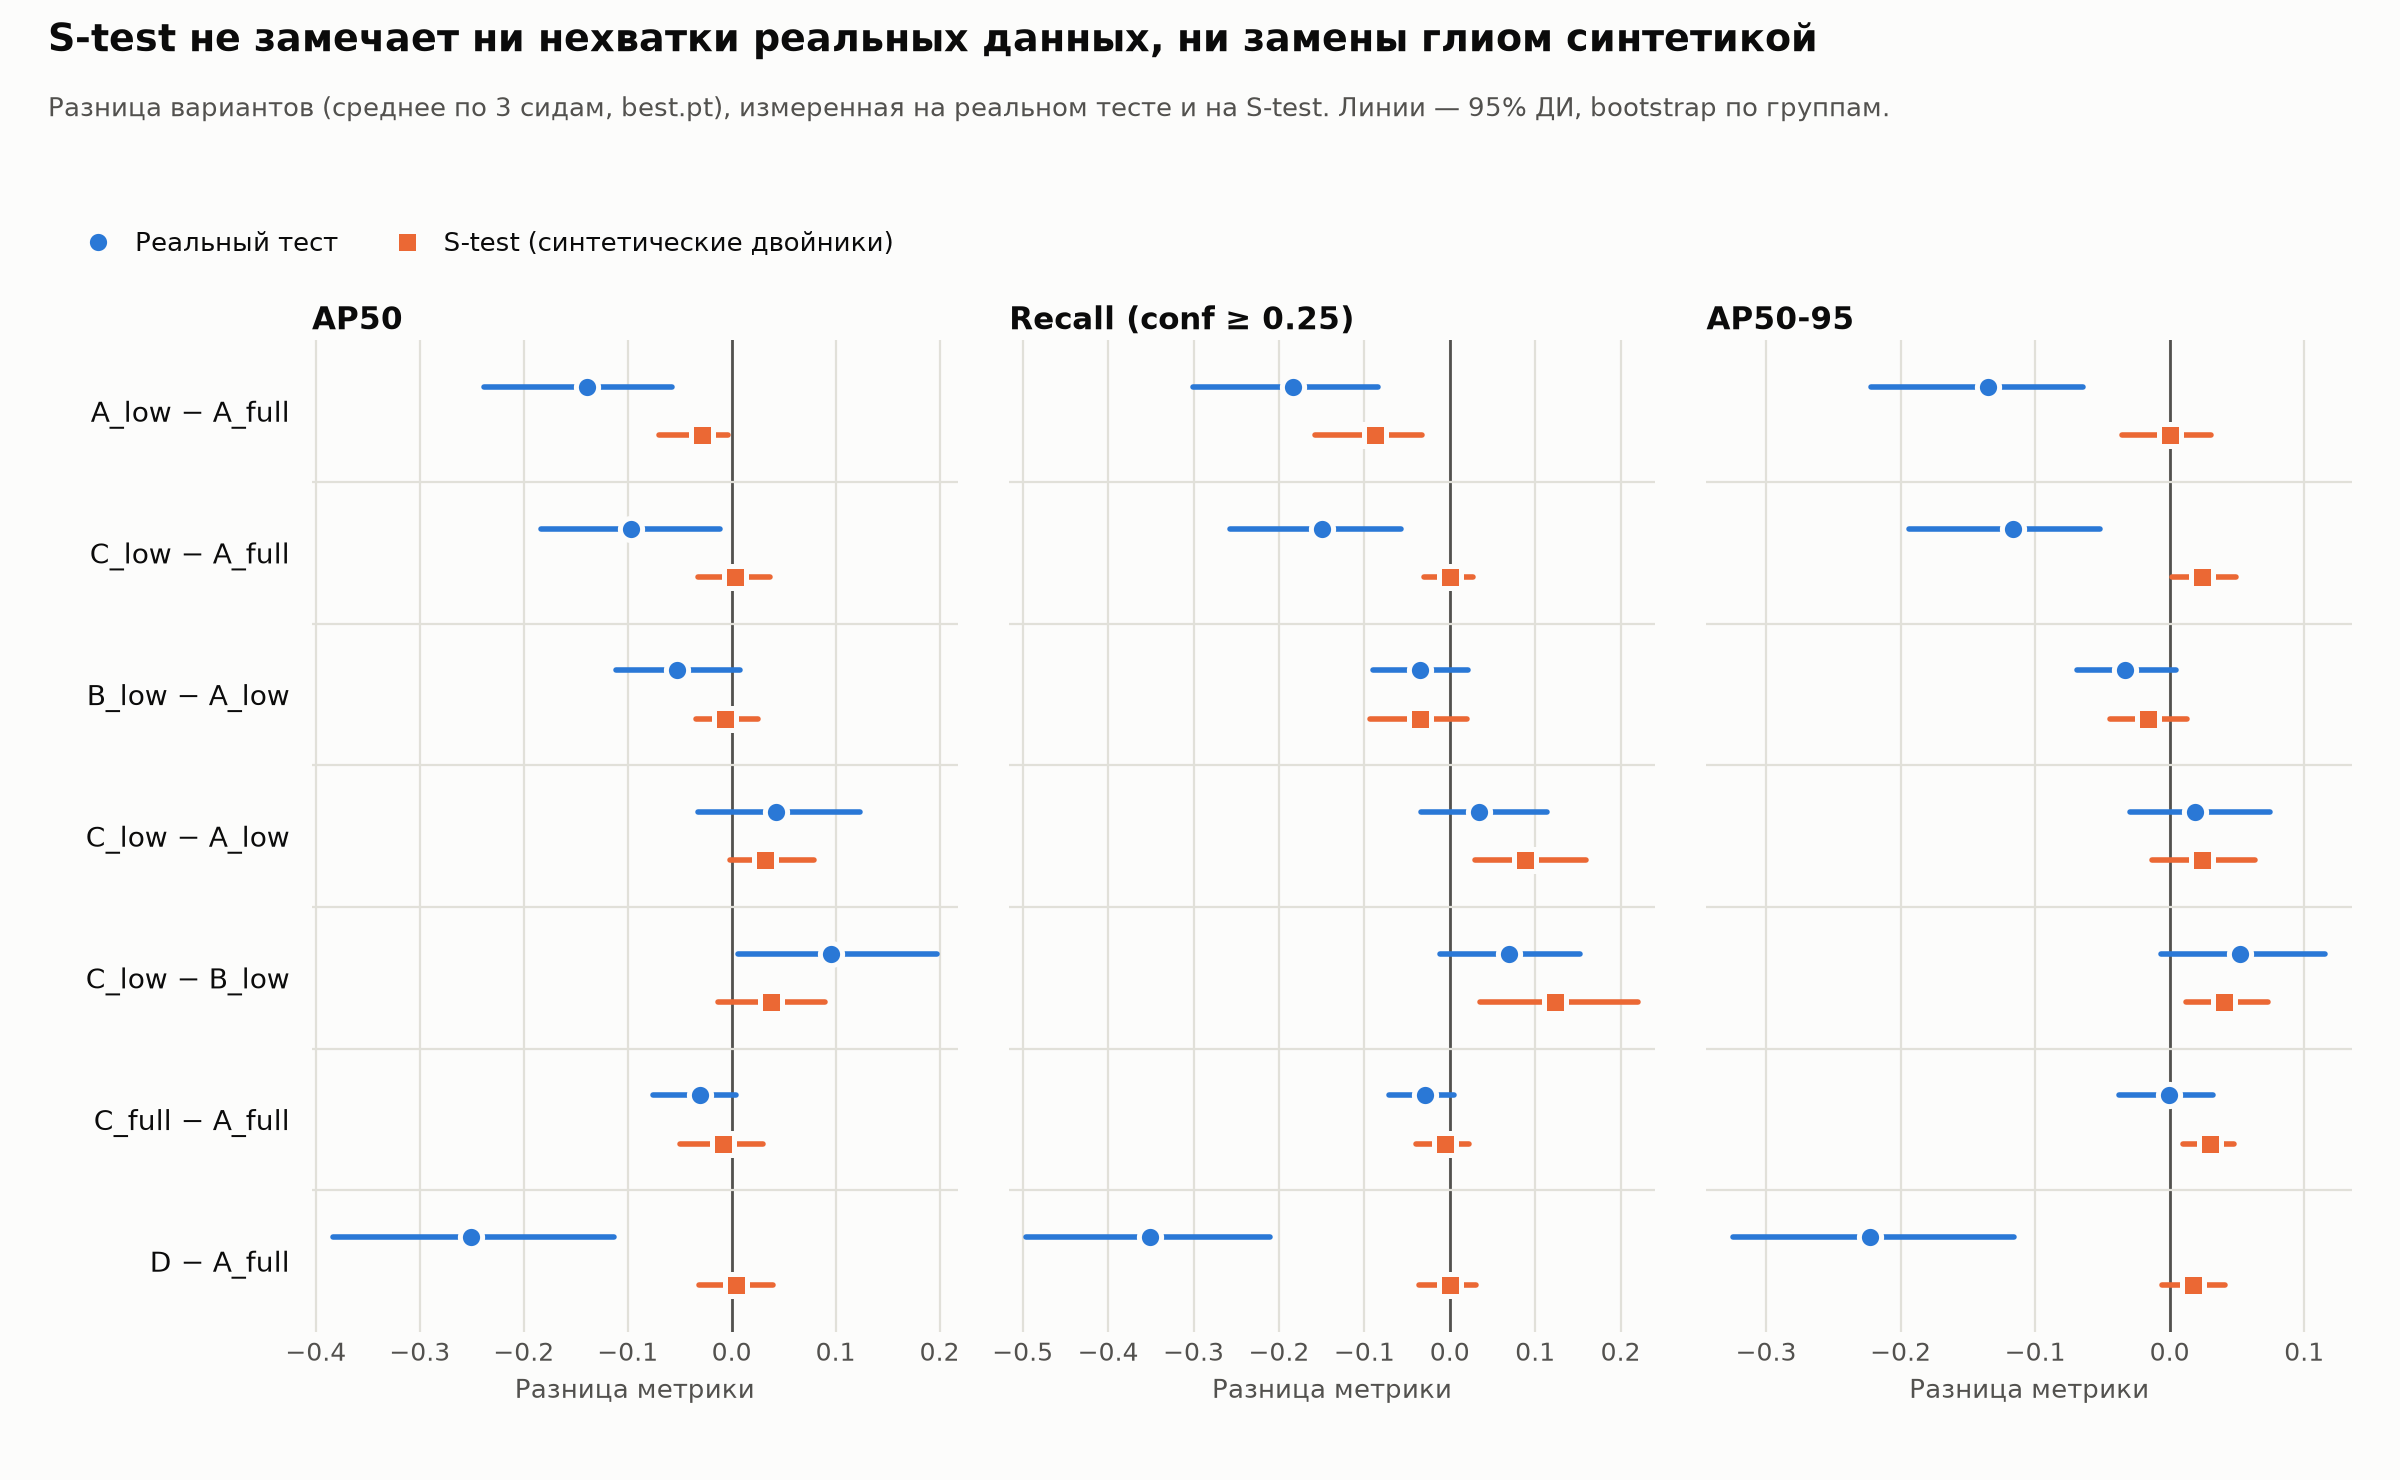 S-test не замечает ни нехватки реальных данных, ни замены глиом синтетикой
Разница вариантов (среднее по 3 сидам, best.pt), измеренная на реальном тесте и на S-test. Линии — 95% ДИ, bootstrap по группам.
Реальный тест
S-test (синтетические двойники)
AP50
Recall (conf ≥ 0.25)
AP50-95
A_low − A_full
C_low − A_full
B_low − A_low
C_low − A_low
C_low − B_low
C_full − A_full
D − A_full
−0.4 −0.3 −0.2 −0.1 0.0 0.1 0.2
−0.5 −0.4 −0.3 −0.2 −0.1 0.0 0.1 0.2
−0.3 −0.2 −0.1 0.0 0.1
Разница метрики
Разница метрики
Разница метрики